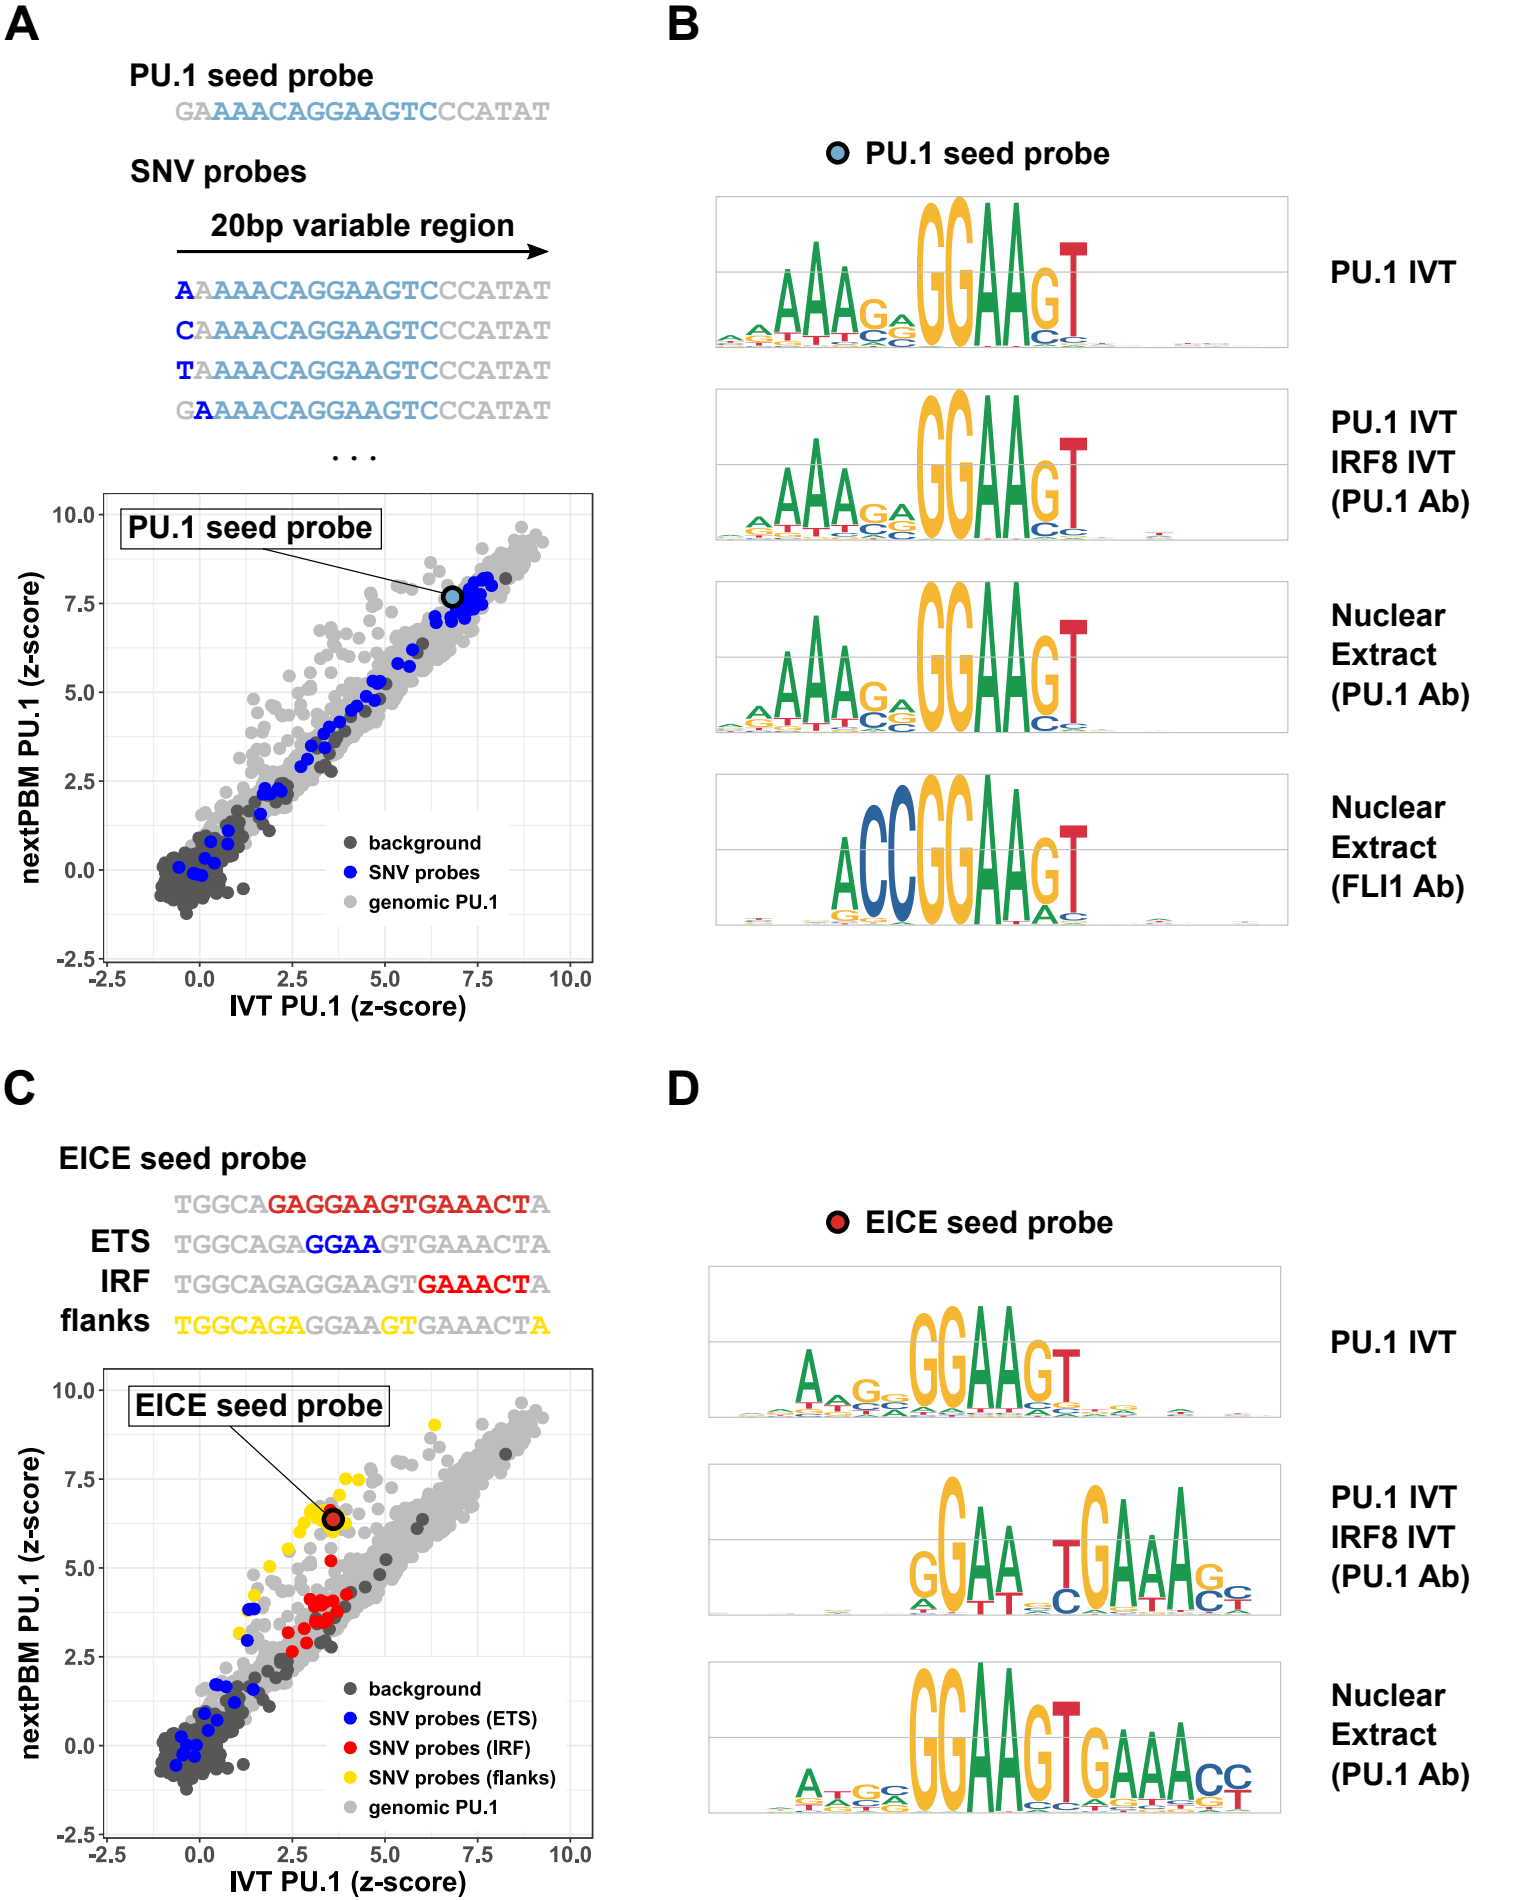 A
PU.1 seed probe
GAAAACAGGAAGTCCCATAT
SNV probes
20bp variable region
AAAAACAGGAAGTCCCATAT
CAAAACAGGAAGTCCCATAT
TAAAACAGGAAGTCCCATAT
GAAAACAGGAAGTCCCATAT
. . .
PU.1 seed probe
10.0
7.5
5.0
2.5
0.0
-2.5
nextPBM PU.1 (z-score)
background
SNV probes
genomic PU.1
-2.5 0.0 2.5 5.0 7.5 10.0
IVT PU.1 (z-score)
B
PU.1 seed probe
PU.1 IVT
PU.1 IVT
IRF8 IVT
(PU.1 Ab)
Nuclear
Extract
(PU.1 Ab)
Nuclear
Extract
(FLI1 Ab)
C
EICE seed probe
TGGCAGAGGAAGTGAAACTA
ETS TGGCAGAGGAAGTGAAACTA
IRF TGGCAGAGGAAGTGAAACTA
flanks TGGCAGAGGAAGTGAAACTA
EICE seed probe
10.0
7.5
5.0
2.5
0.0
-2.5
nextPBM PU.1 (z-score)
background
SNV probes (ETS)
SNV probes (IRF)
SNV probes (flanks)
genomic PU.1
-2.5 0.0 2.5 5.0 7.5 10.0
IVT PU.1 (z-score)
D
EICE seed probe
PU.1 IVT
PU.1 IVT
IRF8 IVT
(PU.1 Ab)
Nuclear
Extract
(PU.1 Ab)